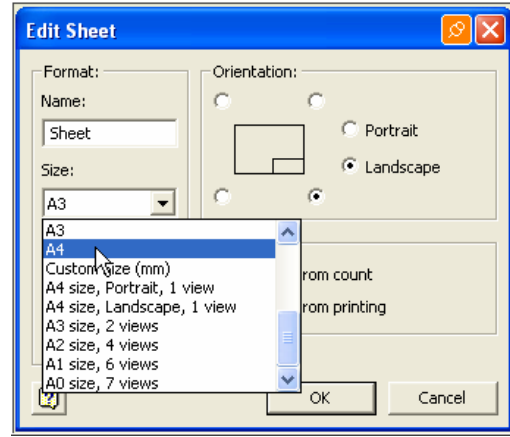 Edit Sheet
Format:
Name:
Sheet
Size:
A3
A3
A4
Custom Size (mm)
A4 size, Portrait, 1 view
A4 size, Landscape, 1 view
A3 size, 2 views
A2 size, 4 views
A1 size, 6 views
A0 size, 7 views
Orientation:
Portrait
Landscape
rom count
rom printing
OK
Cancel